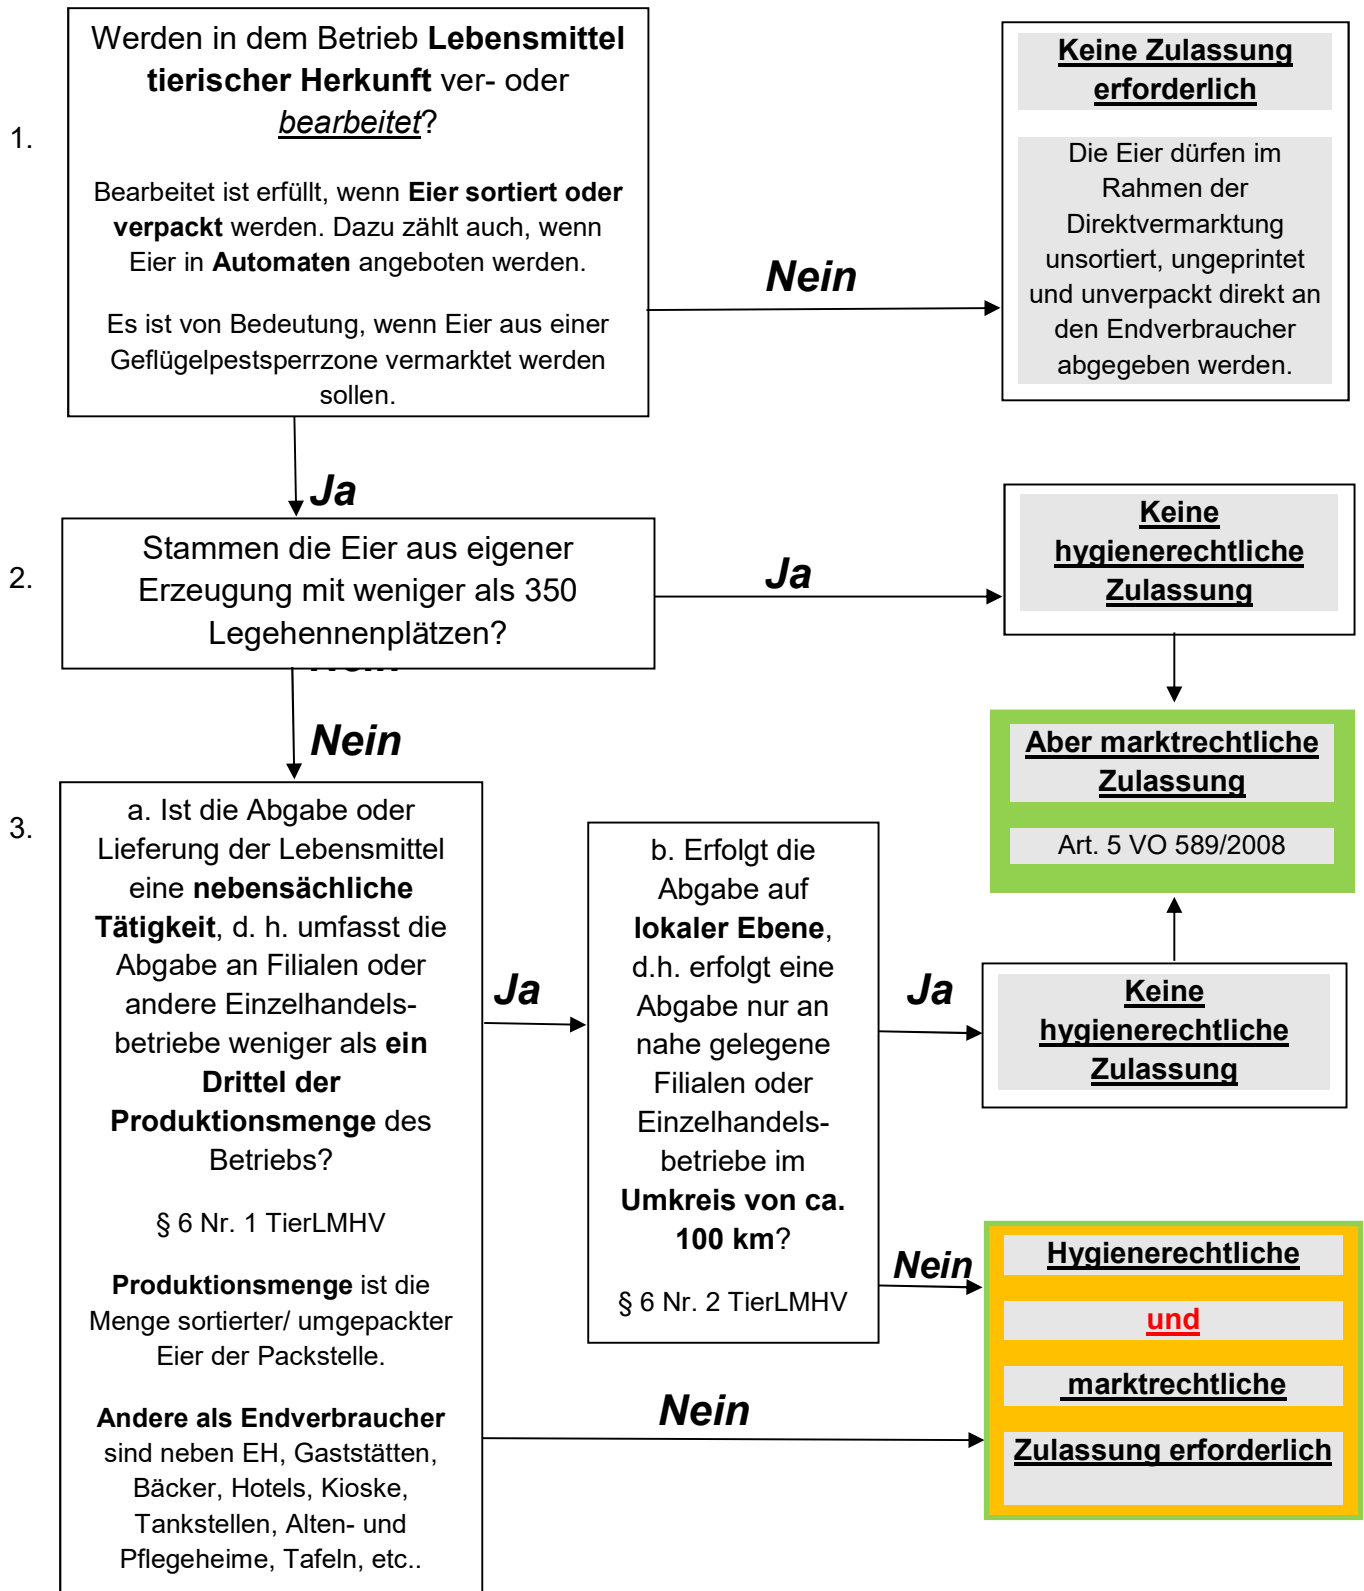 1.
Werden in dem Betrieb Lebensmittel
tierischer Herkunft ver- oder
bearbeitet?
Bearbeitet ist erfüllt, wenn Eier sortiert oder
verpackt werden. Dazu zählt auch, wenn
Eier in Automaten angeboten werden.
Es ist von Bedeutung, wenn Eier aus einer
Geflügelpestsperrzone vermarktet werden
sollen.
Nein
Keine Zulassung
erforderlich
Die Eier dürfen im
Rahmen der
Direktvermarktung
unsortiert, ungeprintet
und unverpackt direkt an
den Endverbraucher
abgegeben werden.
Ja
2.
Stammen die Eier aus eigener
Erzeugung mit weniger als 350
Legehennenplätzen?
Ja
Keine
hygienerechtliche
Zulassung
Nein
Nein
Aber marktrechtliche
Zulassung
Art. 5 VO 589/2008
3.
a. Ist die Abgabe oder
Lieferung der Lebensmittel
eine nebensächliche
Tätigkeit, d. h. umfasst die
Abgabe an Filialen oder
andere Einzelhandels-
betriebe weniger als ein
Drittel der
Produktionsmenge des
Betriebs?
§ 6 Nr. 1 TierLMHV
Produktionsmenge ist die
Menge sortierter/ umgepackter
Eier der Packstelle.
Andere als Endverbraucher
sind neben EH, Gaststätten,
Bäcker, Hotels, Kioske,
Tankstellen, Alten- und
Pflegeheime, Tafeln, etc..
Ja
b. Erfolgt die
Abgabe auf
lokaler Ebene,
d.h. erfolgt eine
Abgabe nur an
nahe gelegene
Filialen oder
Einzelhandels-
betriebe im
Umkreis von ca.
100 km?
§ 6 Nr. 2 TierLMHV
Ja
Keine
hygienerechtliche
Zulassung
Nein
Nein
Hygienerechtliche
und
marktrechtliche
Zulassung erforderlich